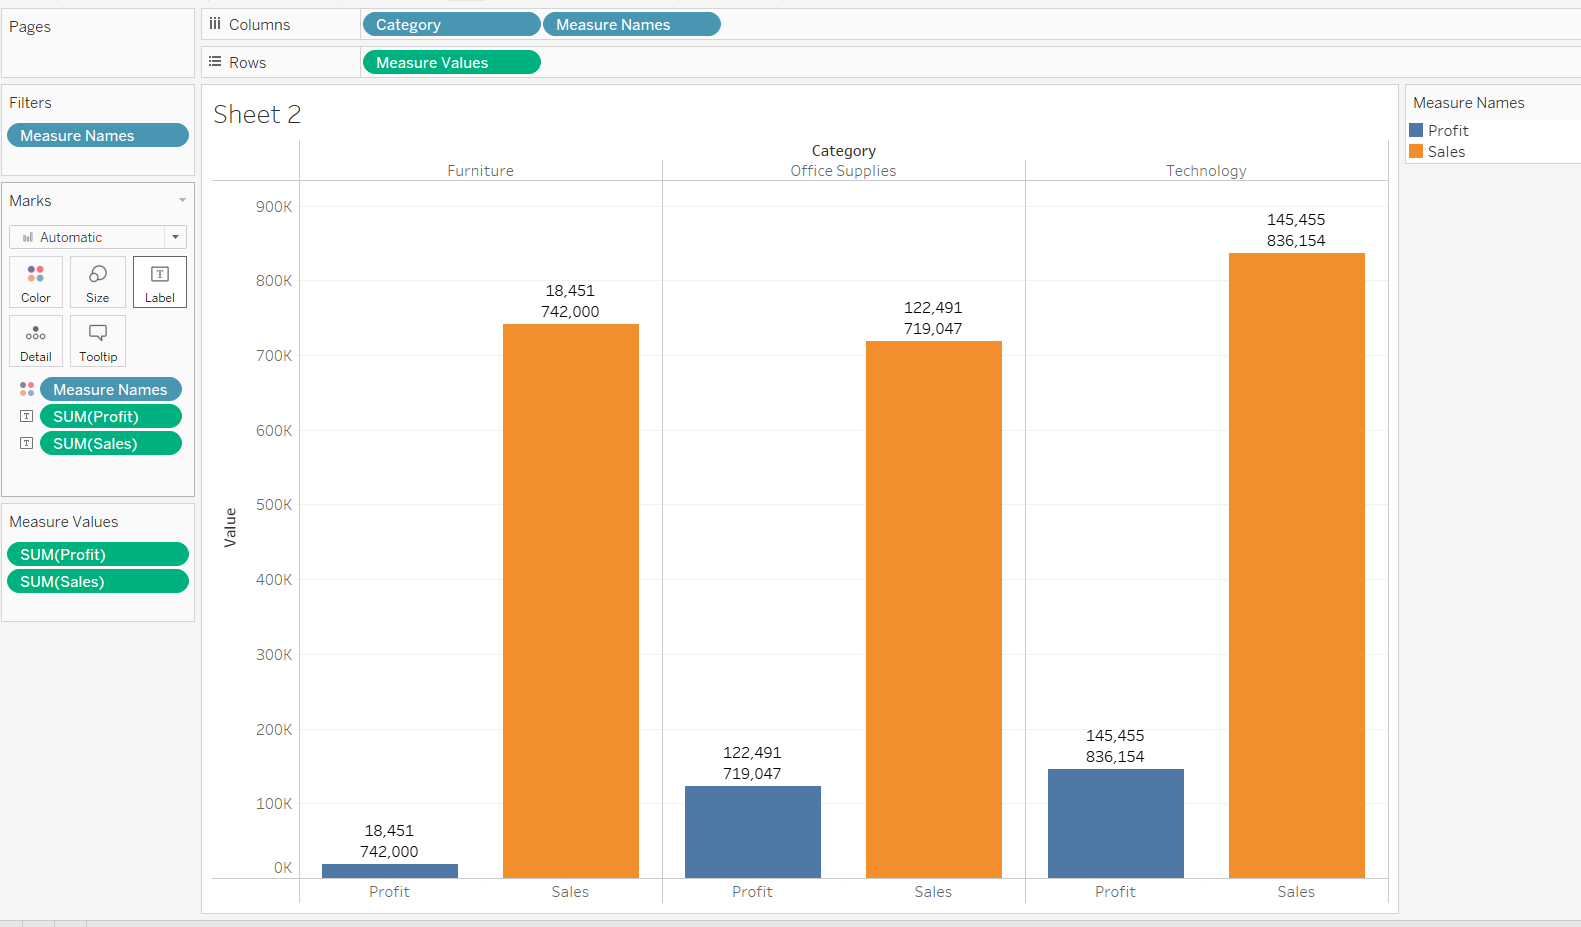 Pages
Columns
Category
Measure Names
Rows
Measure Values
Filters
Measure Names
Marks
Automatic
Color
Size
Label
Detail
Tooltip
Measure Names
SUM(Profit)
SUM(Sales)
Measure Values
SUM(Profit)
SUM(Sales)
Sheet 2
Category
Furniture
Office Supplies
Technology
Value
900K
800K
700K
600K
500K
400K
300K
200K
100K
0K
18,451
742,000
18,451
742,000
122,491
719,047
122,491
719,047
145,455
836,154
145,455
836,154
Profit
Sales
Profit
Sales
Profit
Sales
Measure Names
Profit
Sales